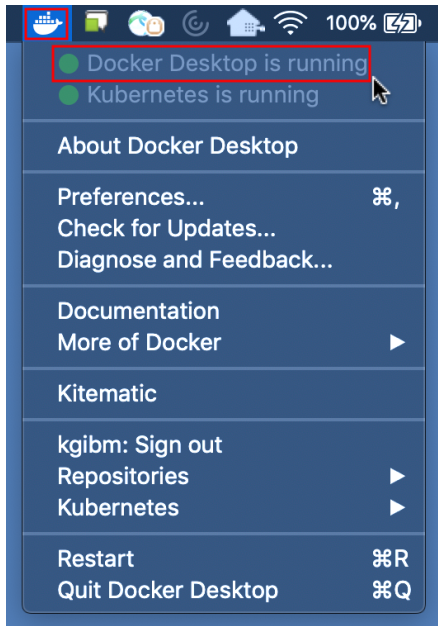 100%
Docker Desktop is running
Kubernetes is running
About Docker Desktop
Preferences... ⌘,
Check for Updates...
Diagnose and Feedback...
Documentation
More of Docker
Kitematic
kgibm: Sign out
Repositories
Kubernetes
Restart ⌘R
Quit Docker Desktop ⌘Q